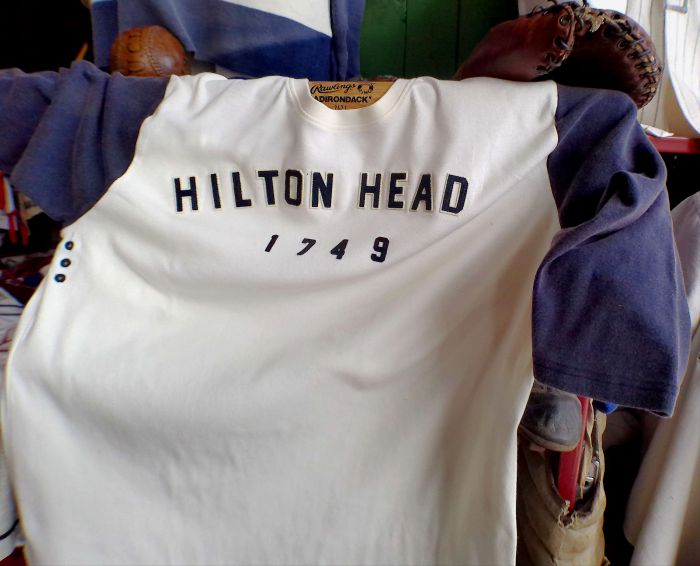 Rawlings
ADIRONDACK
HILTON HEAD
1749